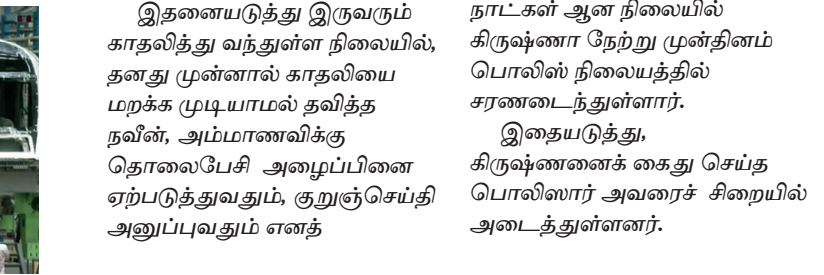 இதனையடுத்து இருவரும்
காதலித்து வந்துள்ள நிலையில்,
தனது முன்னால் காதலியை
மறக்க முடியாமல் தவித்த
நவீன், அம்மாணவிக்கு
தொலைபேசி அழைப்பினை
ஏற்படுத்துவதும், குறுஞ்செய்தி
அனுப்புவதும் எனத்
நாட்கள் ஆன நிலையில்
கிருஷ்ணா நேற்று முன்தினம்
பொலிஸ் நிலையத்தில்
சரணடைந்துள்ளார்.
இதையடுத்து,
கிருஷ்ணனைக் கைது செய்த
பொலிஸார் அவரைச் சிறையில்
அடைத்துள்ளனர்.